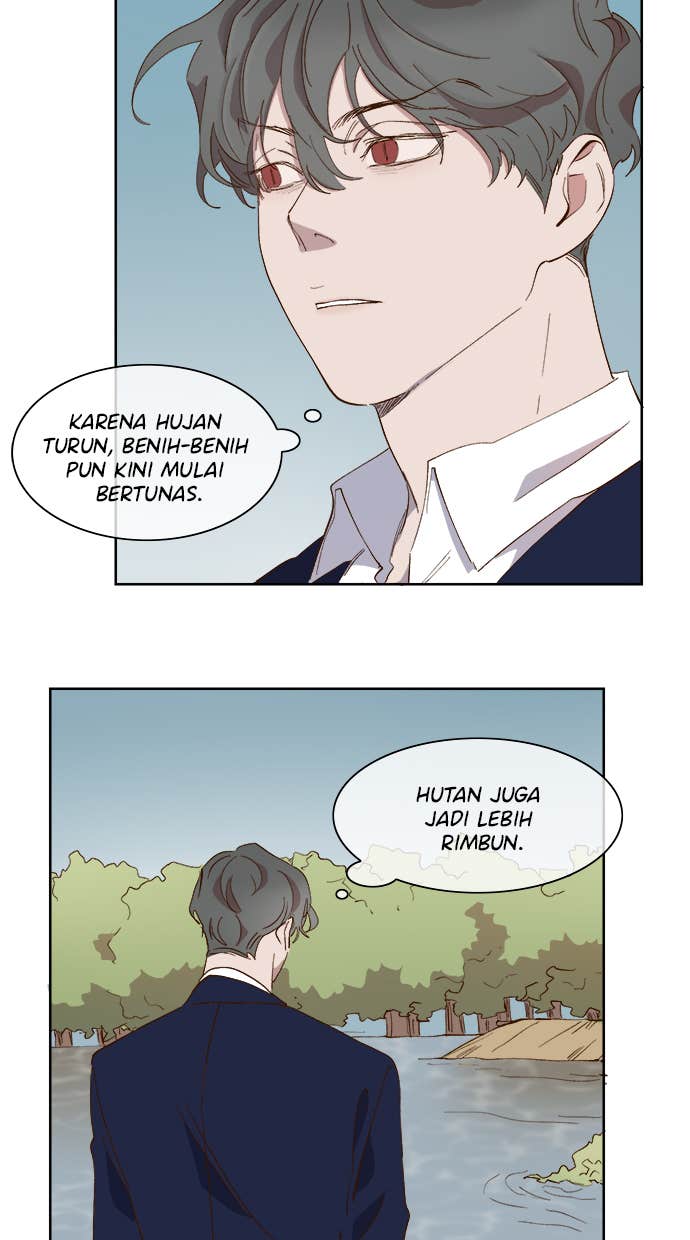 KARENA HUJAN
TURUN, BENIH-BENIH
PUN KINI MULAI
BERTUNAS.
HUTAN JUGA
JADI LEBIH
RIMBUN.